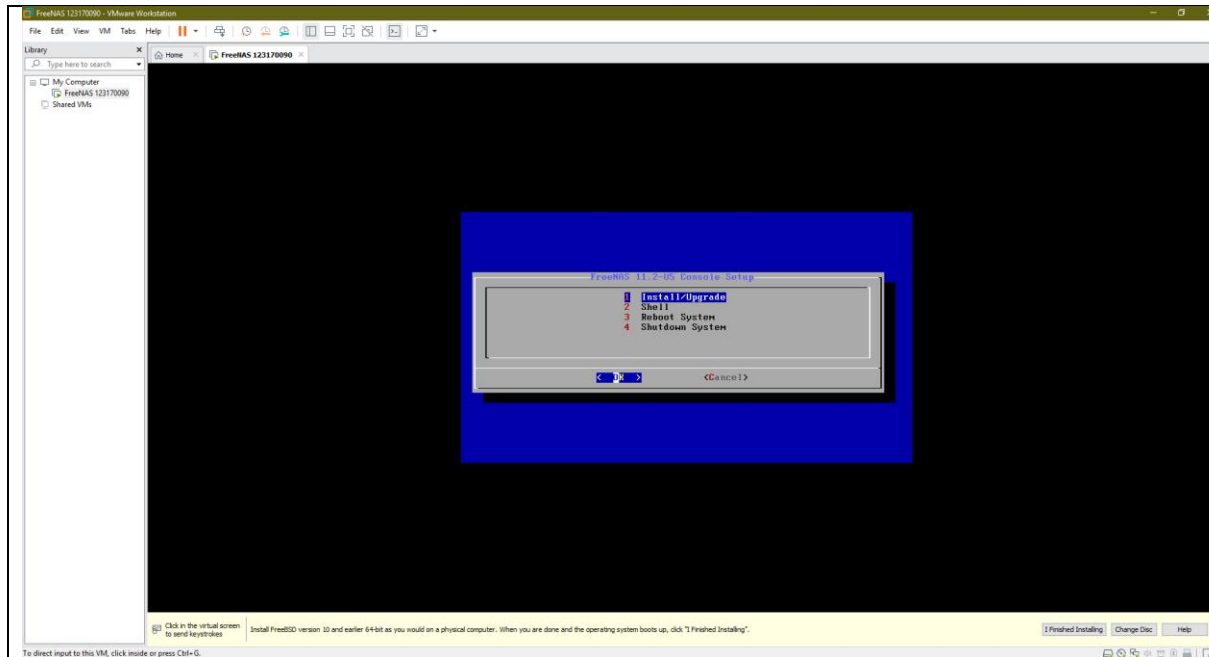 FreeNAS 123170090 - VMware Workstation
File Edit View VM Tabs Help
Library
Home
FreeNAS 123170090
Type here to search
My Computer
FreeNAS 123170090
Shared VMs
FreeNAS 11.2-U5 Console Setup
1 Install/Upgrade
2 Shell
3 Reboot System
4 Shutdown System
< OK > <Cancel>
Click in the virtual screen
to send keystrokes
Install FreeBSD version 10 and earlier 64-bit as you would on a physical computer. When you are done and the operating system boots up, click "I Finished Installing".
I Finished Installing Change Disc Help
To direct input to this VM, click inside or press Ctrl+G.